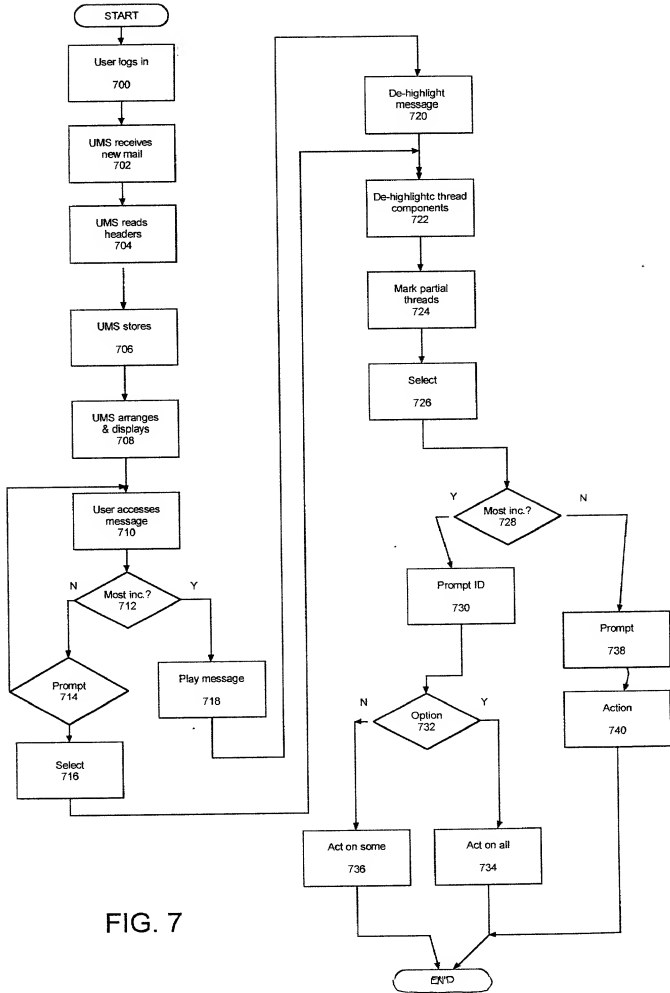 START
User logs in
700
UMS receives
new mail
702
UMS reads
headers
704
UMS stores
706
UMS arranges
& displays
708
User accesses
message
710
N
Most inc.?
712
Y
Prompt
714
Play message
718
Select
716
De-highlight
message
720
De-highlightc thread
components
722
Mark partial
threads
724
Select
726
Y
Most inc.?
728
N
Prompt ID
730
Prompt
738
N
Option
732
Y
Action
740
Act on some
736
Act on all
734
END
FIG. 7